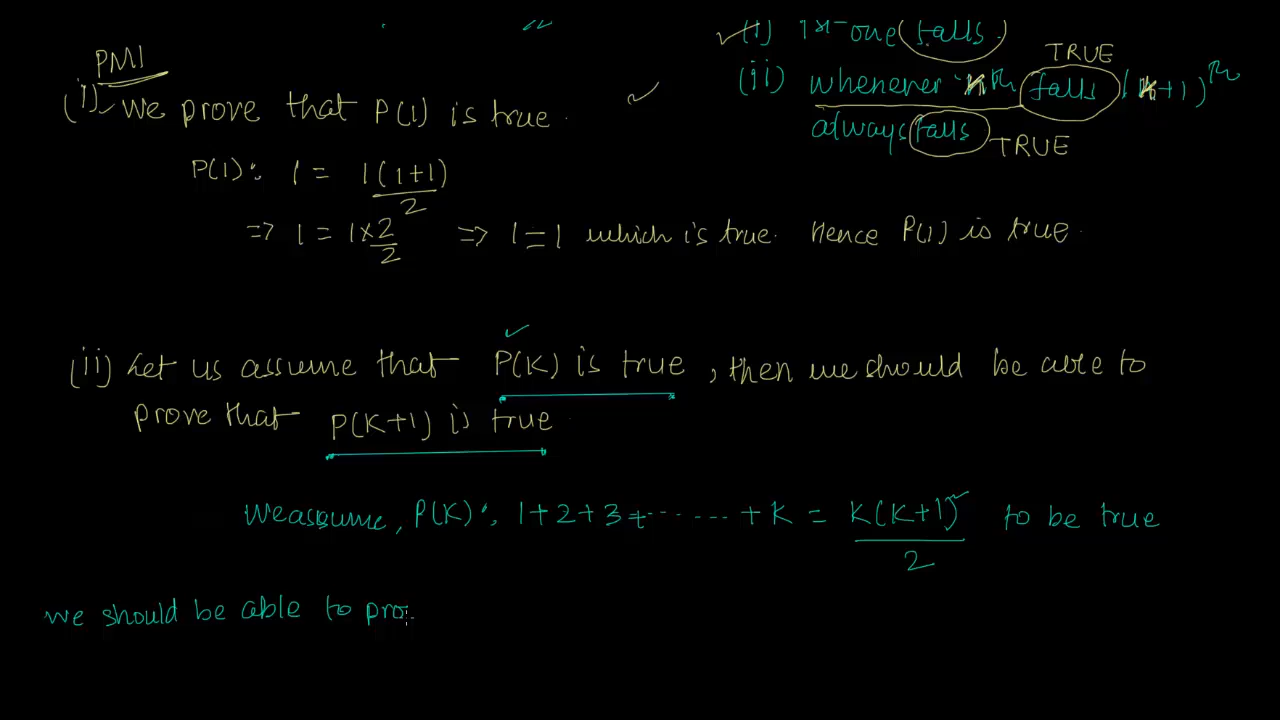 (i) 1st one falls
PMI
TRUE
(ii) whenever Kth falls (K+1)th
always falls TRUE
(i) We prove that P(1) is true.
P(1): 1 = 1(1+1)/2
=> 1 = 1×2/2 => 1=1 which is true. Hence P(1) is true.
(ii) Let us assume that P(K) is true, then we should be able to
prove that P(K+1) is true
We assume, P(K): 1+2+3+ ........ + K = K(K+1)/2 to be true
we should be able to pro